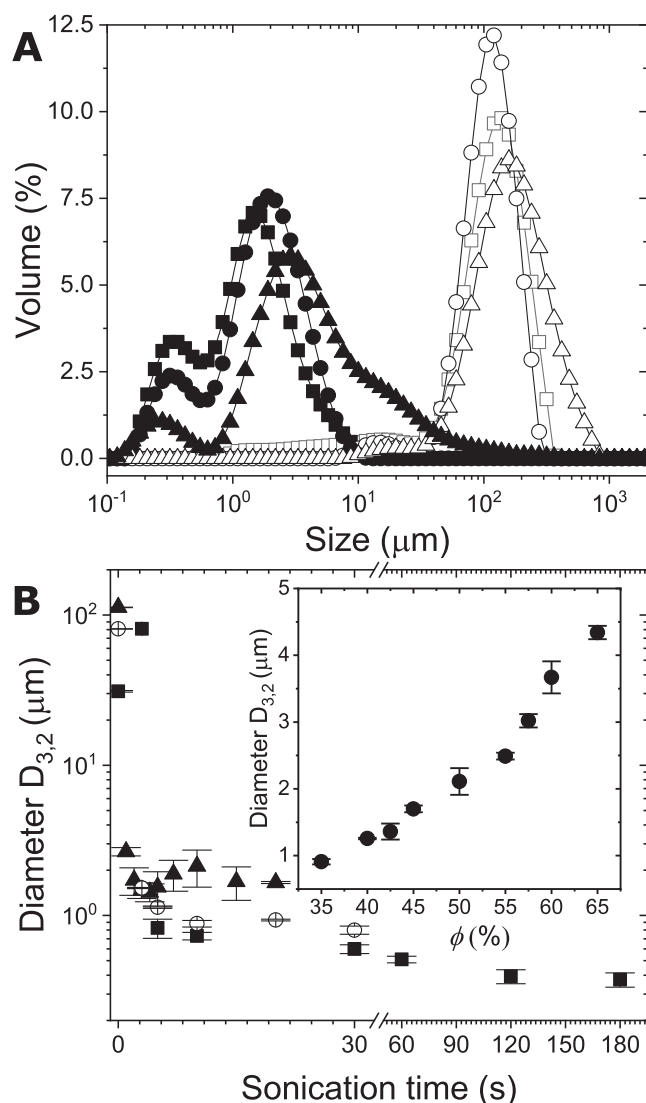 A
12.5
10.0
7.5
5.0
2.5
0.0
Volume (%)
10⁻¹ 10⁰ 10¹ 10² 10³
Size (μm)
B
10²
10¹
10⁰
Diameter D₃,₂ (μm)
5
4
3
2
1
Diameter D₃,₂ (μm)
35 40 45 50 55 60 65
ϕ (%)
0 30 60 90 120 150 180
Sonication time (s)